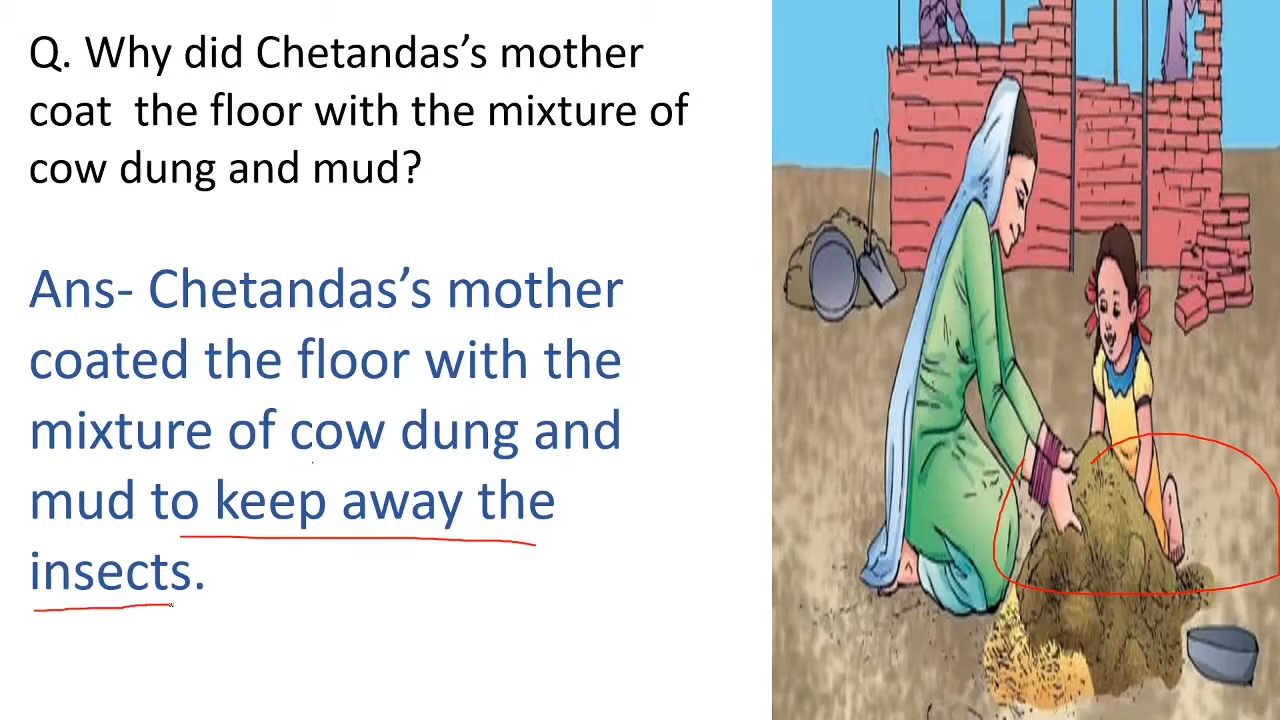 Q. Why did Chetandas’s mother
coat  the floor with the mixture of
cow dung and mud?
Ans- Chetandas’s mother
coated the floor with the
mixture of cow dung and
mud to keep away the
insects.